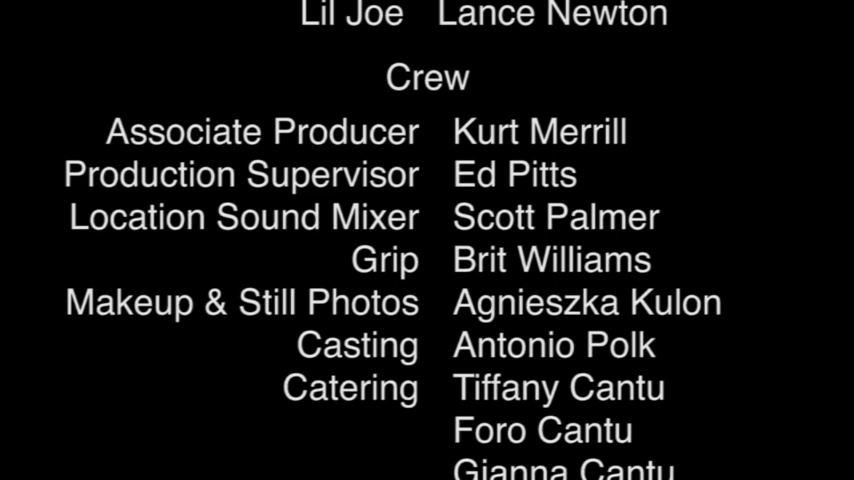 Lil Joe Lance Newton
Crew
Associate Producer Kurt Merrill
Production Supervisor Ed Pitts
Location Sound Mixer Scott Palmer
Grip Brit Williams
Makeup & Still Photos Agnieszka Kulon
Casting Antonio Polk
Catering Tiffany Cantu
Foro Cantu
Gianna Cantu